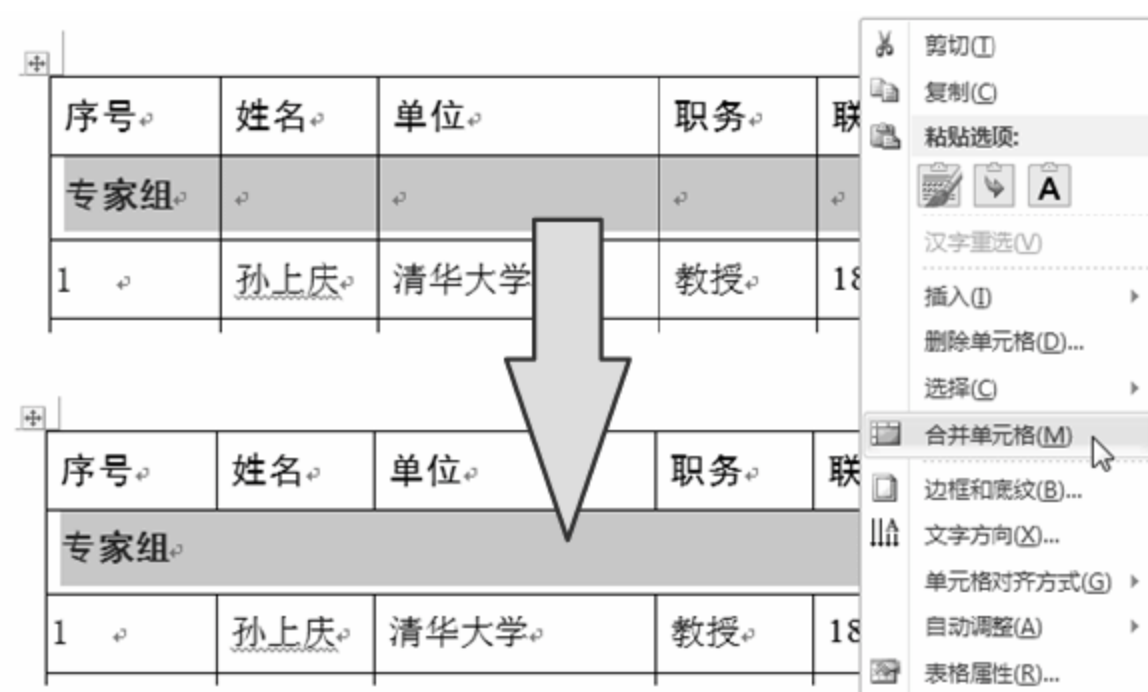 序号 姓名 单位 职务 联
专家组
1 孙上庆 清华大学 教授 18
序号 姓名 单位 职务 联
专家组
1 孙上庆 清华大学 教授 18
剪切(T)
复制(C)
粘贴选项:
A
汉字重选(V)
插入(I)
删除单元格(D)...
选择(C)
合并单元格(M)
边框和底纹(B)...
文字方向(X)...
单元格对齐方式(G)
自动调整(A)
表格属性(R)...